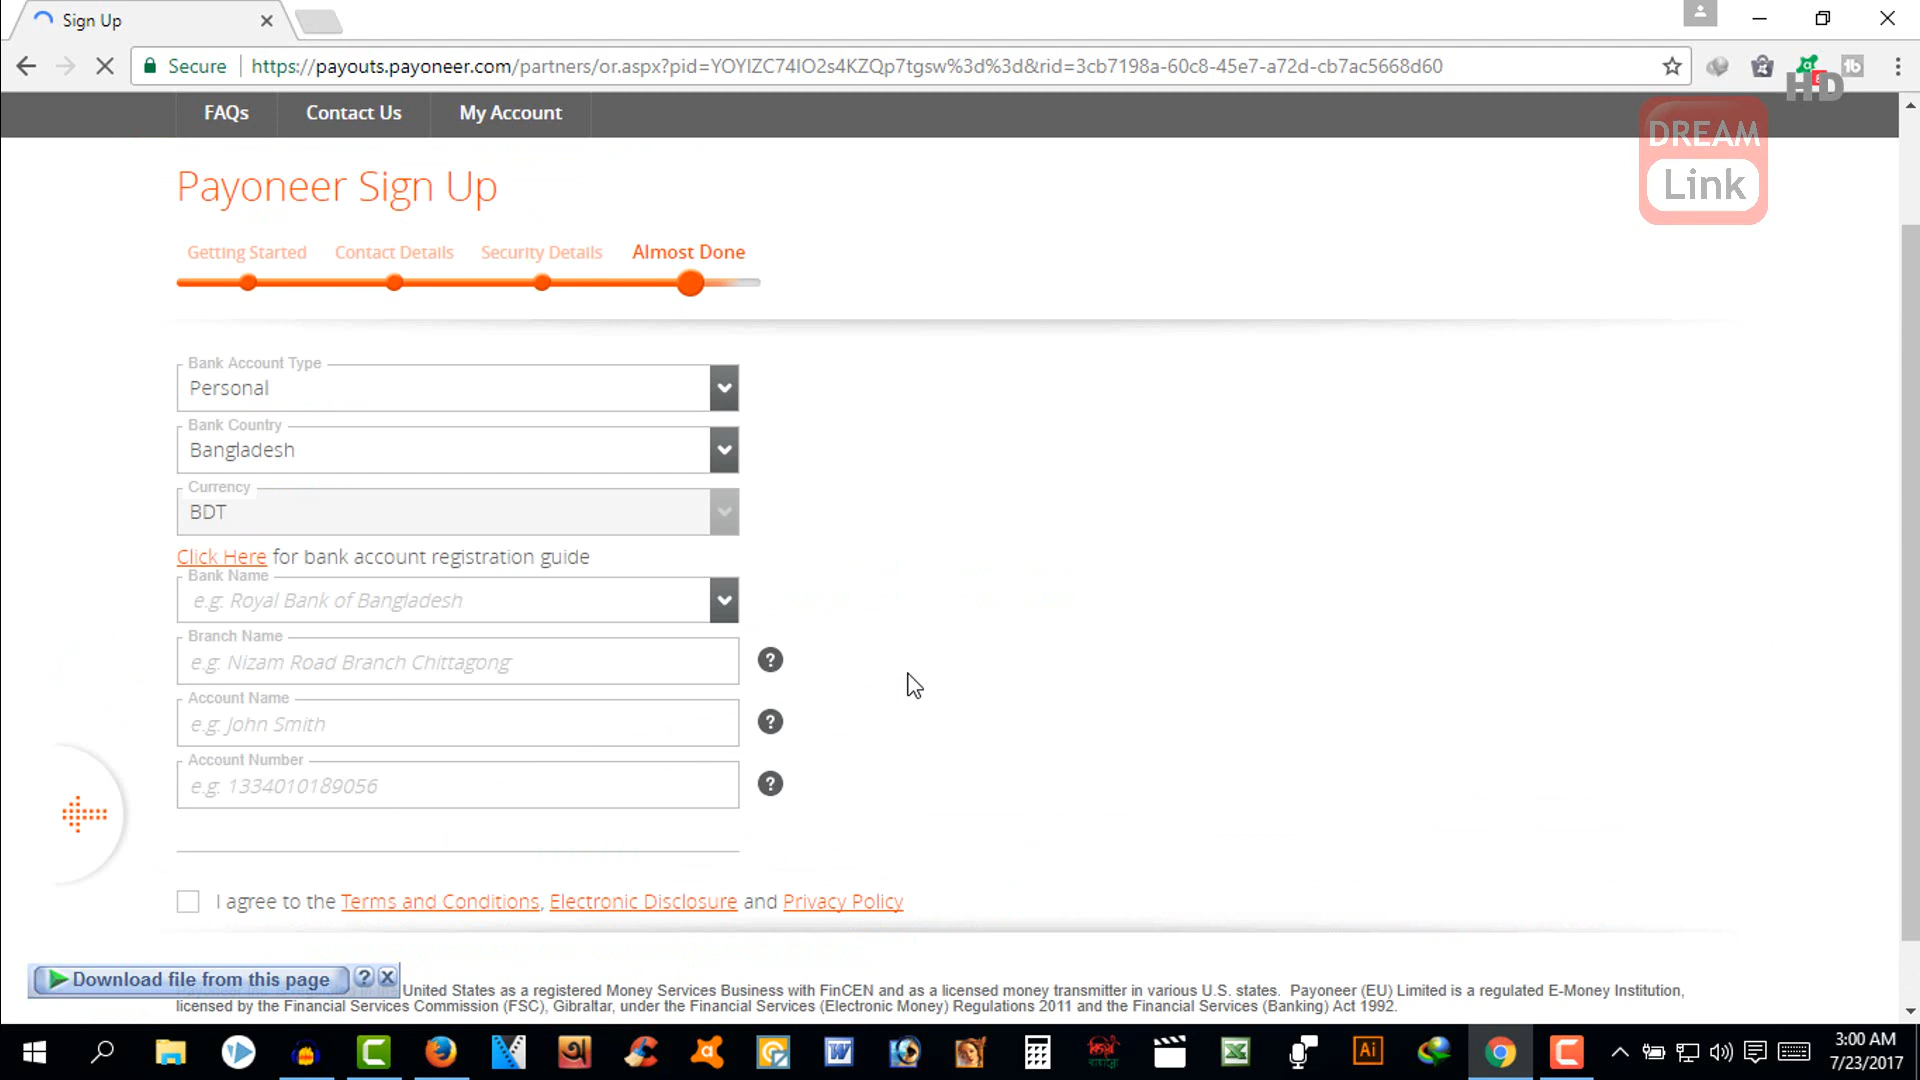 Sign Up
Secure https://payouts.payoneer.com/partners/or.aspx?pid=YOYIZC74IO2s4KZQp7tgsw%3d%3d&rid=3cb7198a-60c8-45e7-a72d-cb7ac5668d60
HD
FAQs Contact Us My Account
DREAM
Link
Payoneer Sign Up
Getting Started Contact Details Security Details Almost Done
Bank Account Type
Personal
Bank Country
Bangladesh
Currency
BDT
Click Here for bank account registration guide
Bank Name
e.g: Royal Bank of Bangladesh
Branch Name
e.g: Nizam Road Branch Chittagong
?
Account Name
e.g: John Smith
?
Account Number
e.g: 1334010189056
?
I agree to the Terms and Conditions, Electronic Disclosure and Privacy Policy
Download file from this page ?
United States as a registered Money Services Business with FinCEN and as a licensed money transmitter in various U.S. states. Payoneer (EU) Limited is a regulated E-Money Institution,
licensed by the Financial Services Commission (FSC), Gibraltar, under the Financial Services (Electronic Money) Regulations 2011 and the Financial Services (Banking) Act 1992.
3:00 AM
7/23/2017